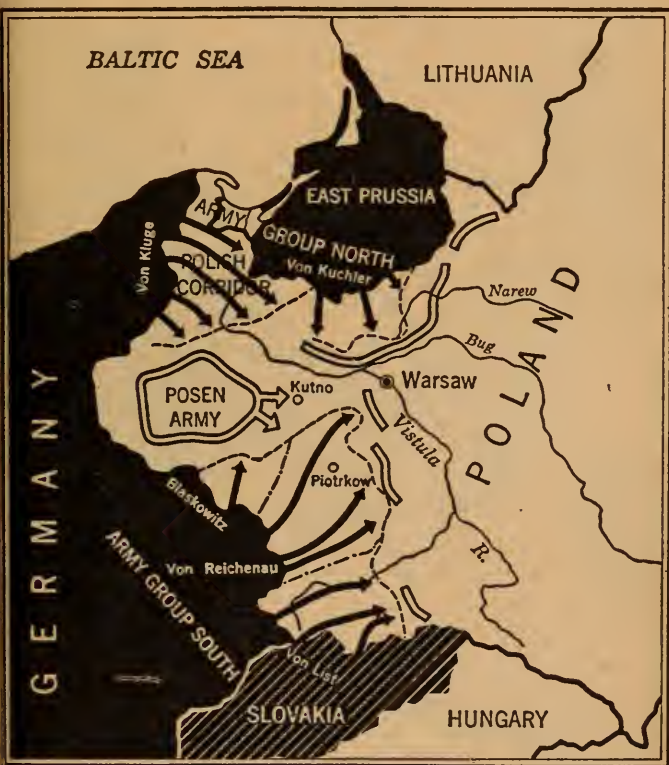 BALTIC SEA
LITHUANIA
EAST PRUSSIA
ARMY
GROUP NORTH
Von Kluge
Von Kuchler
POLISH
CORRIDOR
Narew
Bug
POLAND
Warsaw
Kutno
POSEN
ARMY
Vistula
R.
Piotrkow
Blaskowitz
Von Reichenau
GERMANY
ARMY GROUP SOUTH
Von List
SLOVAKIA
HUNGARY